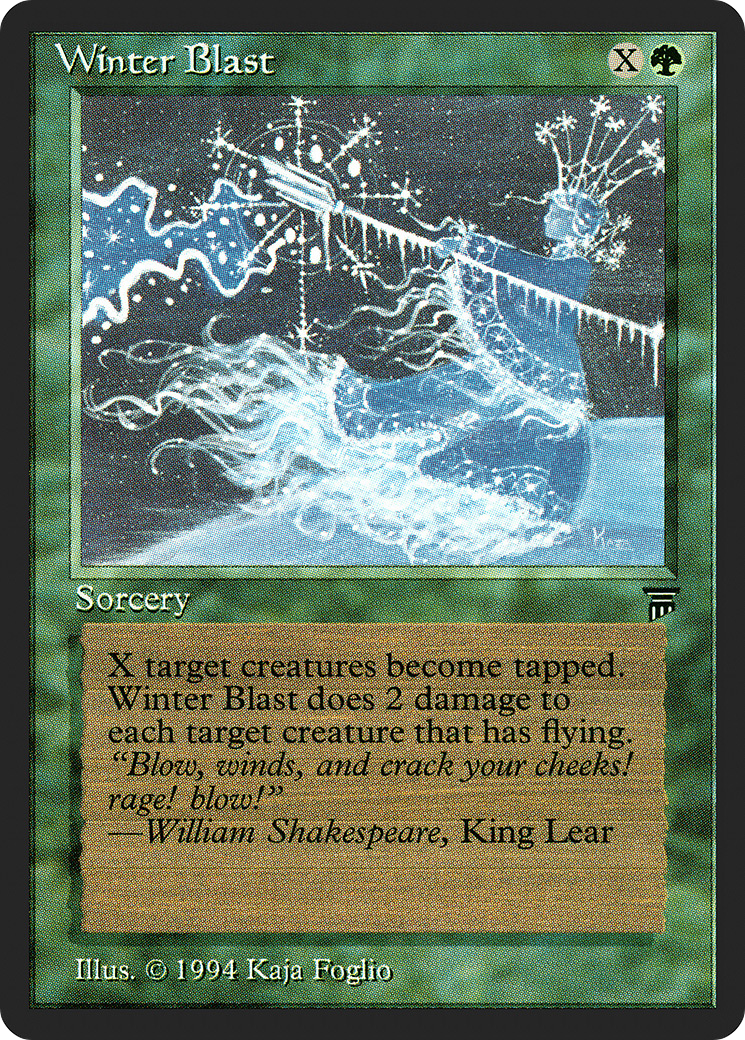 Winter Blast X
Sorcery
X target creatures become tapped.
Winter Blast does 2 damage to
each target creature that has flying.
“Blow, winds, and crack your cheeks!
rage! blow!”
—William Shakespeare, King Lear
Illus. © 1994 Kaja Foglio